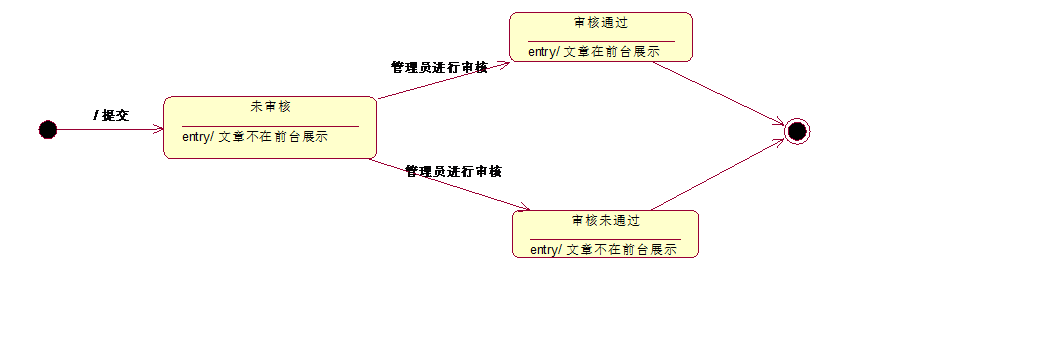 审核通过
entry/ 文章在前台展示
管理员进行审核
/ 提交
未审核
entry/ 文章不在前台展示
管理员进行审核
审核未通过
entry/ 文章不在前台展示